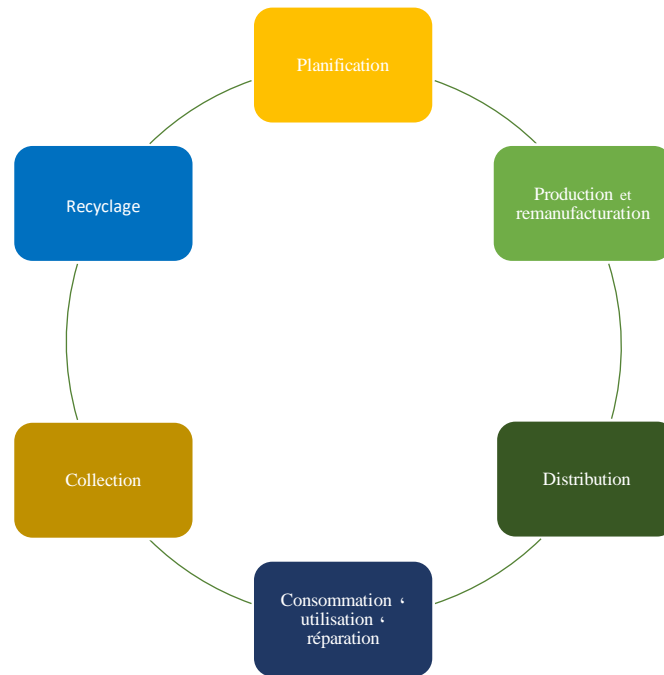 Planification
Production et
remanufacturation
Distribution
Consommation ،
utilisation ،
réparation
Collection
Recyclage